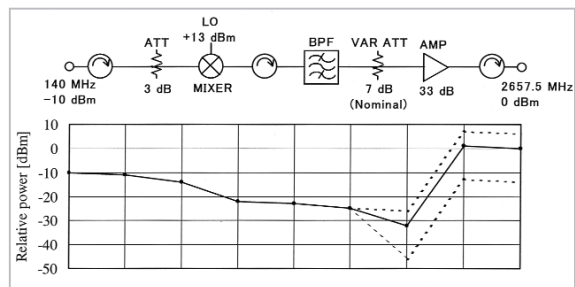 LO
+13 dBm
ATT
BPF
VAR ATT
AMP
140 MHz
-10 dBm
3 dB
MIXER
7 dB
(Nominal)
33 dB
2657.5 MHz
0 dBm
Relative power [dBm]
10
0
-10
-20
-30
-40
-50